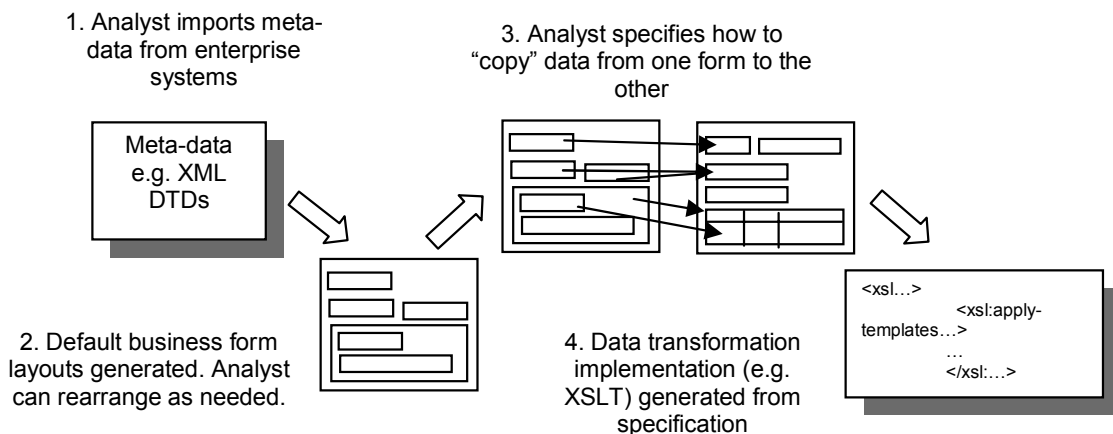 1. Analyst imports meta-
data from enterprise
systems
Meta-data
e.g. XML
DTDs
2. Default business form
layouts generated. Analyst
can rearrange as needed.
3. Analyst specifies how to
“copy” data from one form to the
other
4. Data transformation
implementation (e.g.
XSLT) generated from
specification
<xsl…>
<xsl:apply-
templates…>
…
</xsl:…>